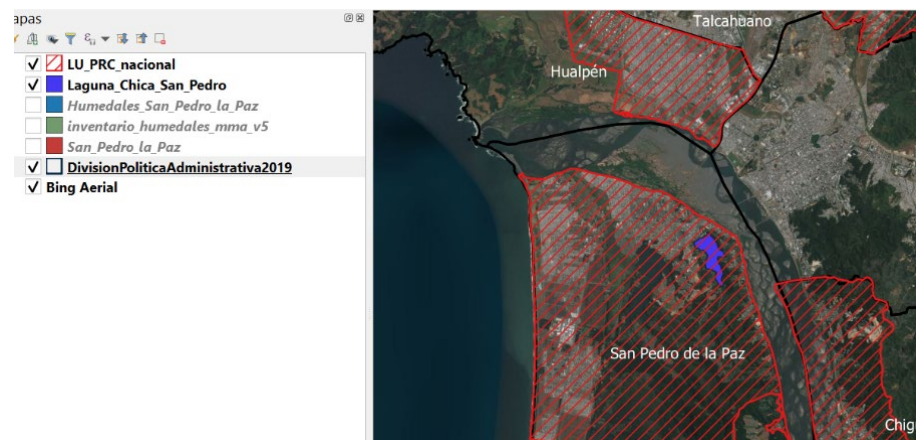 apas
LU_PRC_nacional
Laguna_Chica_San_Pedro
Humedales_San_Pedro_la_Paz
inventario_humedales_mma_v5
San_Pedro_la_Paz
DivisionPoliticaAdministrativa2019
Bing Aerial
Talcahuano
Hualpén
San Pedro de la Paz
Chig